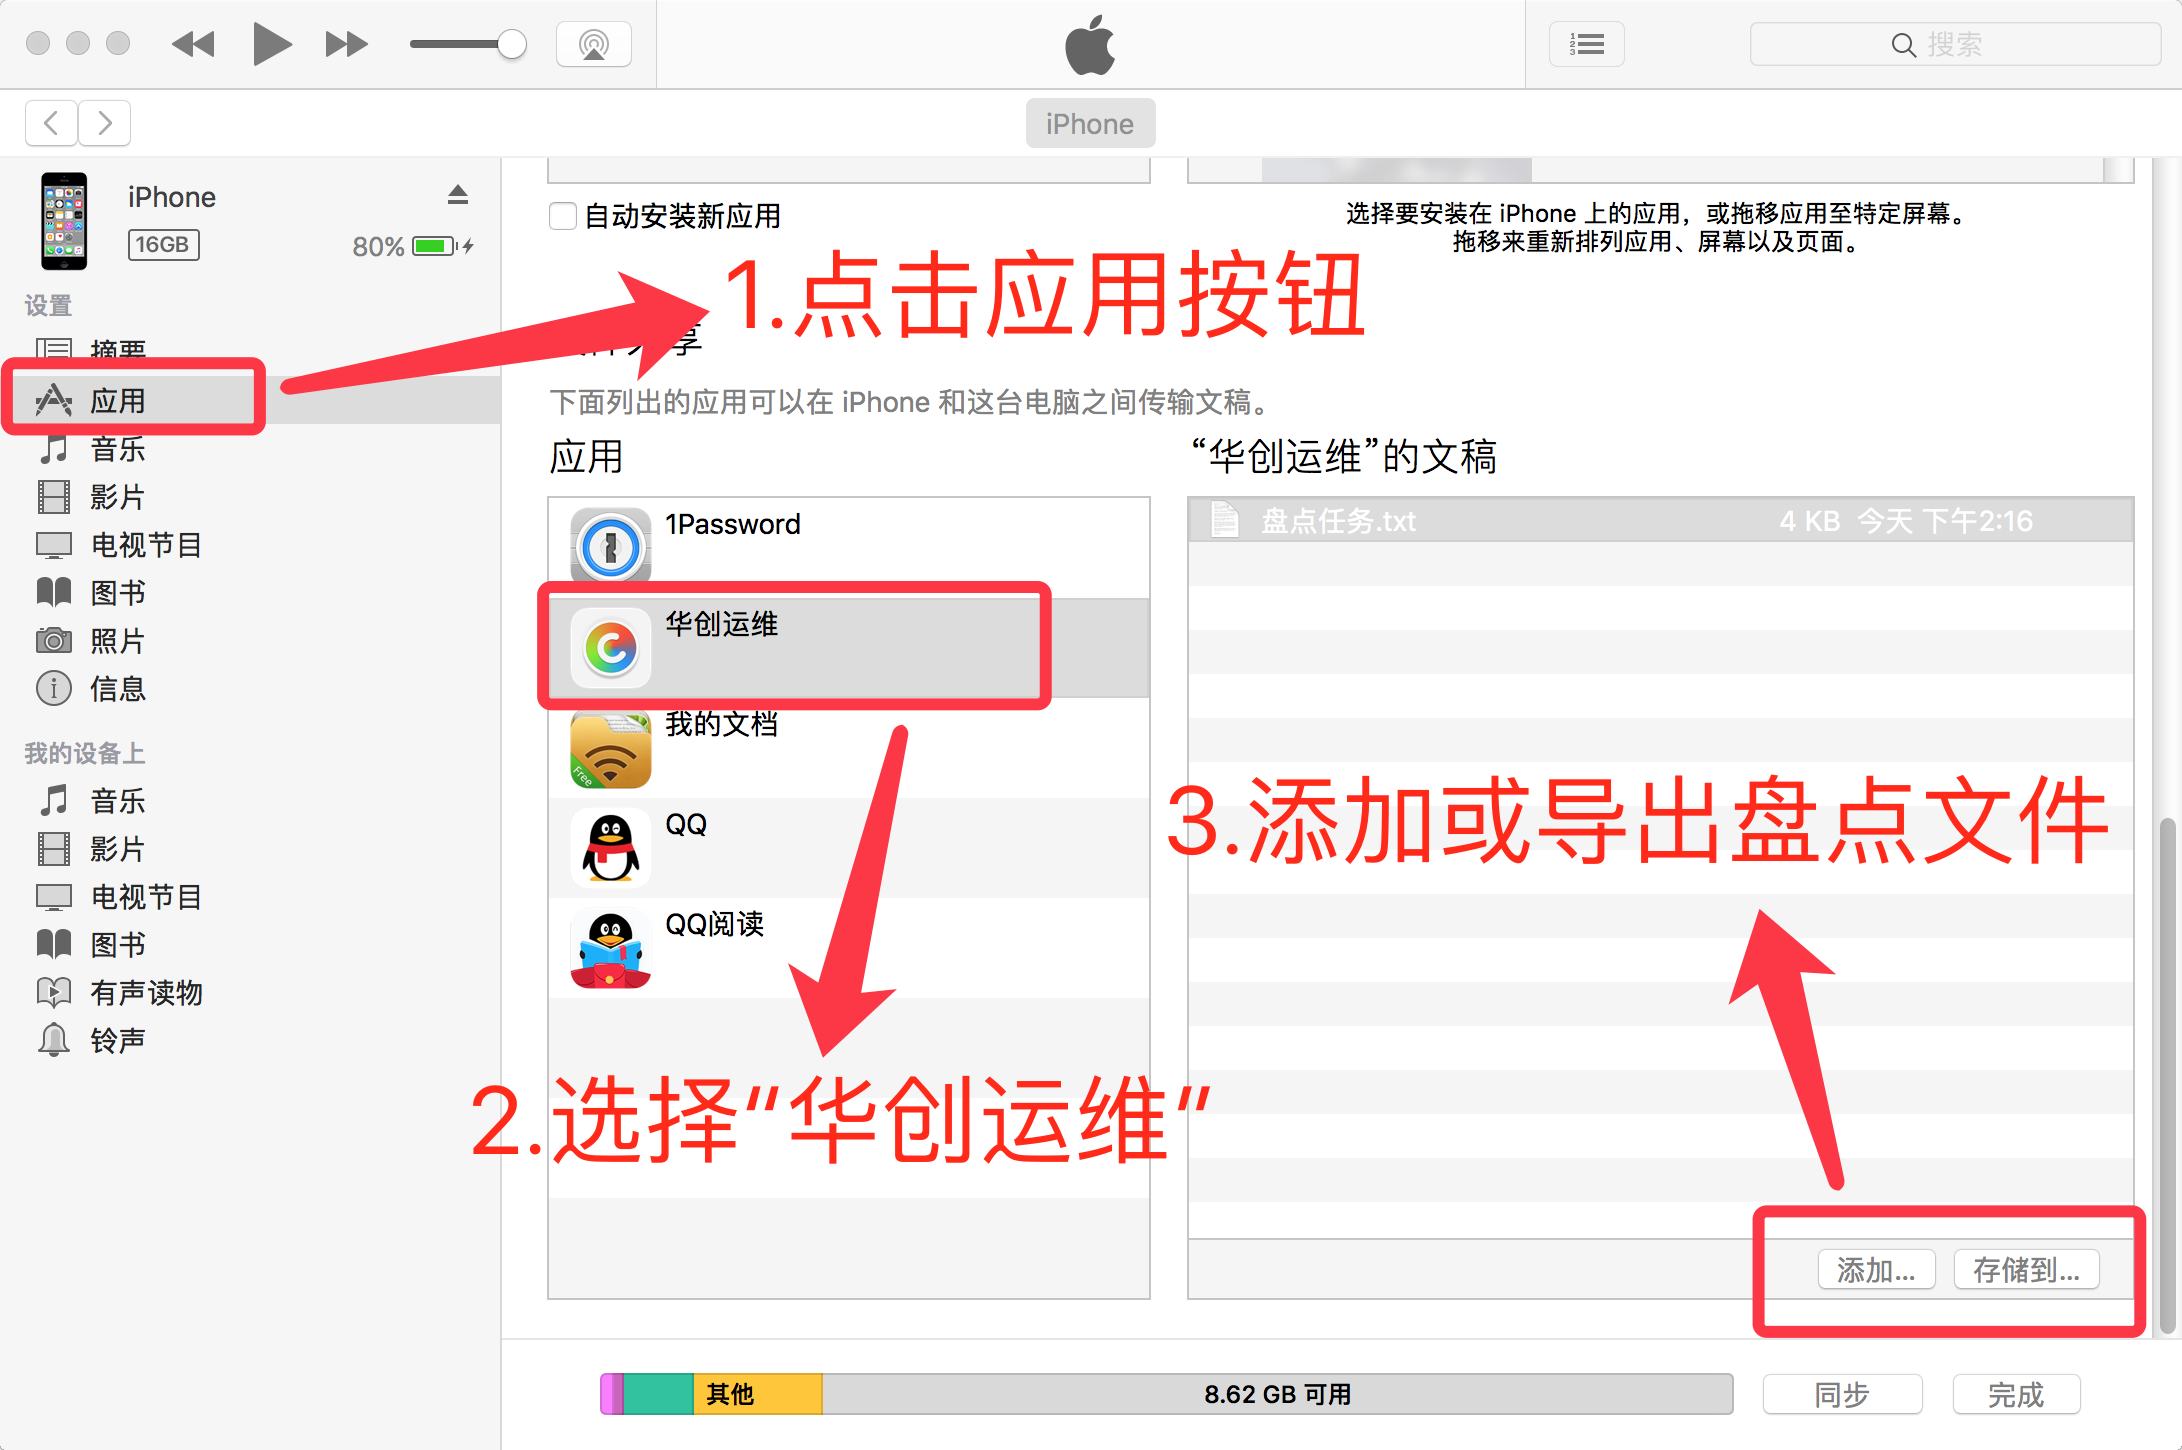 搜索
iPhone
iPhone
16GB
80%
设置
摘要
应用
音乐
影片
电视节目
图书
照片
信息
我的设备上
音乐
影片
电视节目
图书
有声读物
铃声
自动安装新应用
选择要安装在 iPhone 上的应用，或拖移应用至特定屏幕。
拖移来重新排列应用、屏幕以及页面。
1.点击应用按钮
下面列出的应用可以在 iPhone 和这台电脑之间传输文稿。
应用
1Password
华创运维
我的文档
Free
QQ
QQ阅读
2.选择“华创运维”
“华创运维”的文稿
盘点任务.txt 4 KB 今天 下午2:16
3.添加或导出盘点文件
添加... 存储到...
其他 8.62 GB 可用
同步 完成